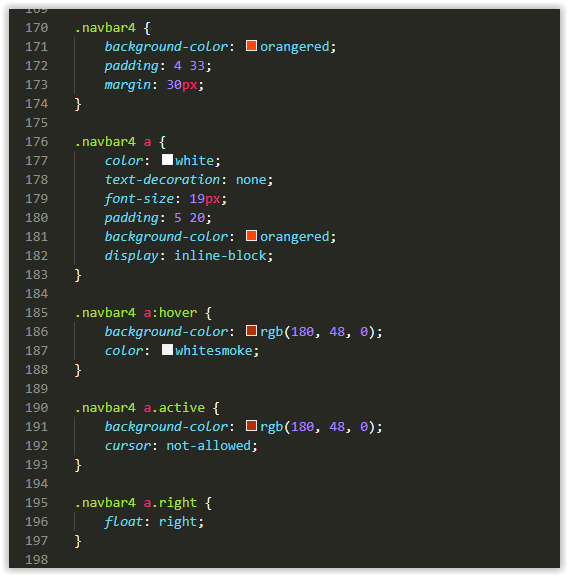 169
170 .navbar4 {
171 background-color: orangered;
172 padding: 4 33;
173 margin: 30px;
174 }
175
176 .navbar4 a {
177 color: white;
178 text-decoration: none;
179 font-size: 19px;
180 padding: 5 20;
181 background-color: orangered;
182 display: inline-block;
183 }
184
185 .navbar4 a:hover {
186 background-color: rgb(180, 48, 0);
187 color: whitesmoke;
188 }
189
190 .navbar4 a.active {
191 background-color: rgb(180, 48, 0);
192 cursor: not-allowed;
193 }
194
195 .navbar4 a.right {
196 float: right;
197 }
198